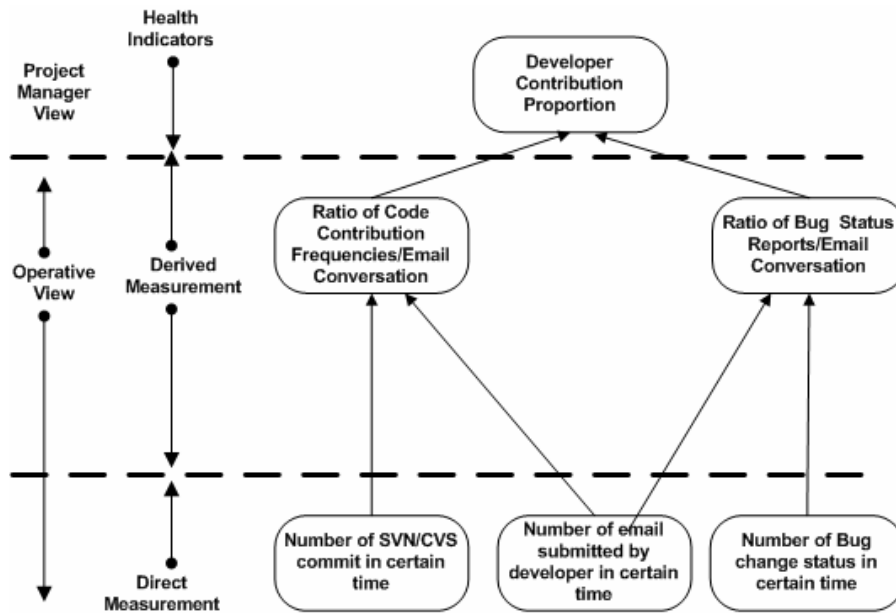 Health
Indicators
Project
Manager
View
Developer
Contribution
Proportion
Operative
View
Derived
Measurement
Ratio of Code
Contribution
Frequencies/Email
Conversation
Ratio of Bug Status
Reports/Email
Conversation
Direct
Measurement
Number of SVN/CVS
commit in certain
time
Number of email
submitted by
developer in certain
time
Number of Bug
change status in
certain time